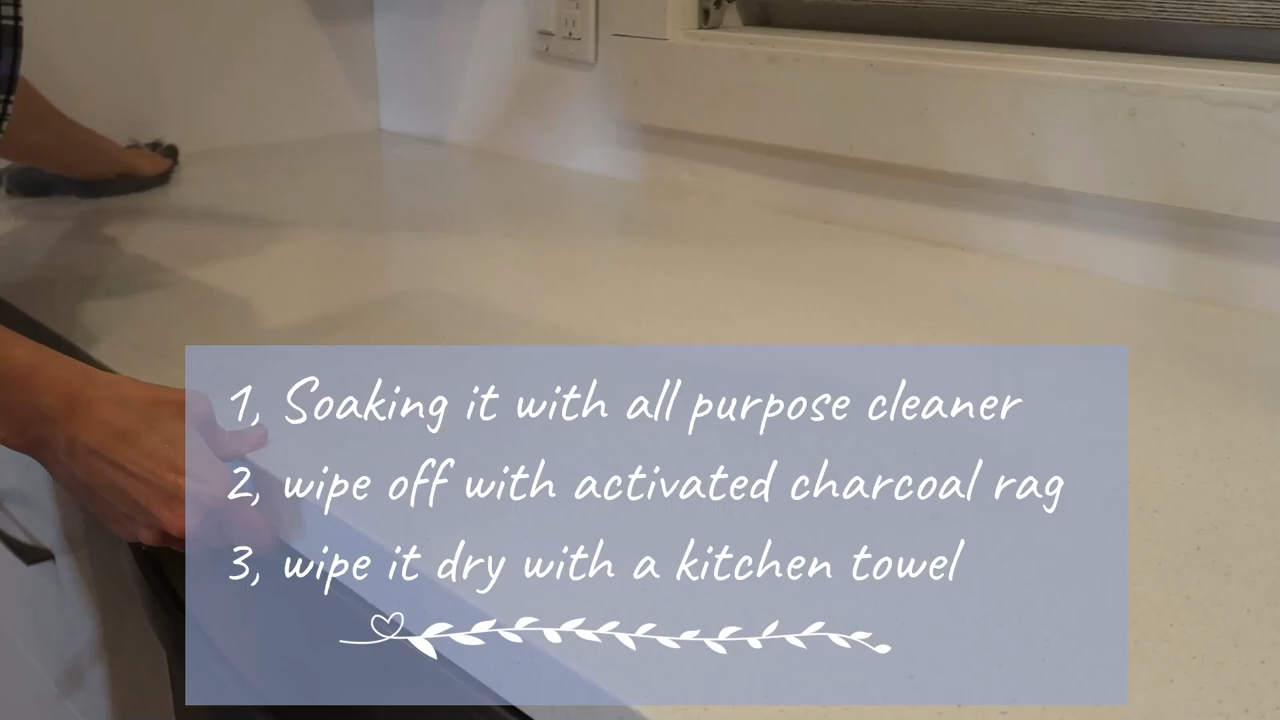 1, Soaking it with all purpose cleaner
2, wipe off with activated charcoal rag
3, wipe it dry with a kitchen towel